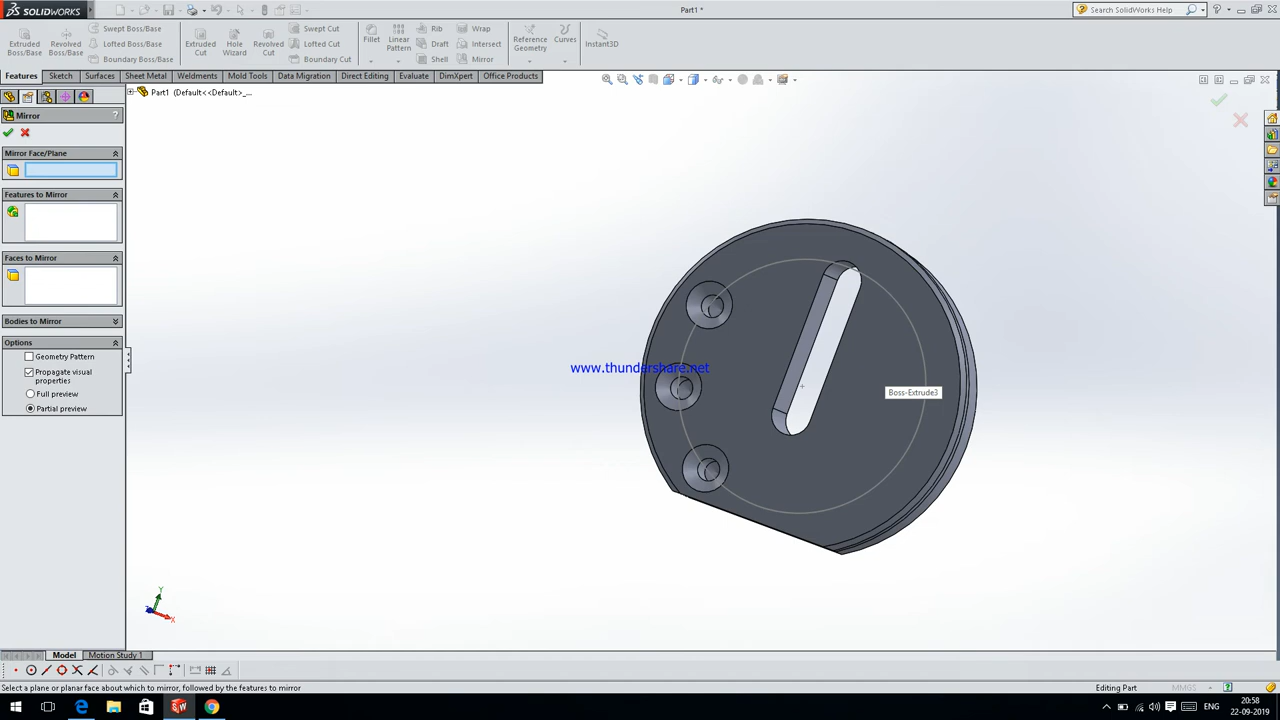 SOLIDWORKS
Part1 *
Search SolidWorks Help
Extruded Boss/Base
Revolved Boss/Base
Swept Boss/Base
Lofted Boss/Base
Boundary Boss/Base
Extruded Cut
Hole Wizard
Revolved Cut
Swept Cut
Lofted Cut
Boundary Cut
Fillet
Linear Pattern
Rib
Draft
Shell
Wrap
Intersect
Mirror
Reference Geometry
Curves
Instant3D
Features Sketch Surfaces Sheet Metal Weldments Mold Tools Data Migration Direct Editing Evaluate DimXpert Office Products
Part1 (Default<<Default>_...
Mirror ?
Mirror Face/Plane
Features to Mirror
Faces to Mirror
Bodies to Mirror
Options
Geometry Pattern
Propagate visual
properties
Full preview
Partial preview
www.thundershare.net
Boss-Extrude3
Y
X
Z
Model Motion Study 1
Select a plane or planar face about which to mirror, followed by the features to mirror
Editing Part
MMGS
ENG
20:58
22-09-2019